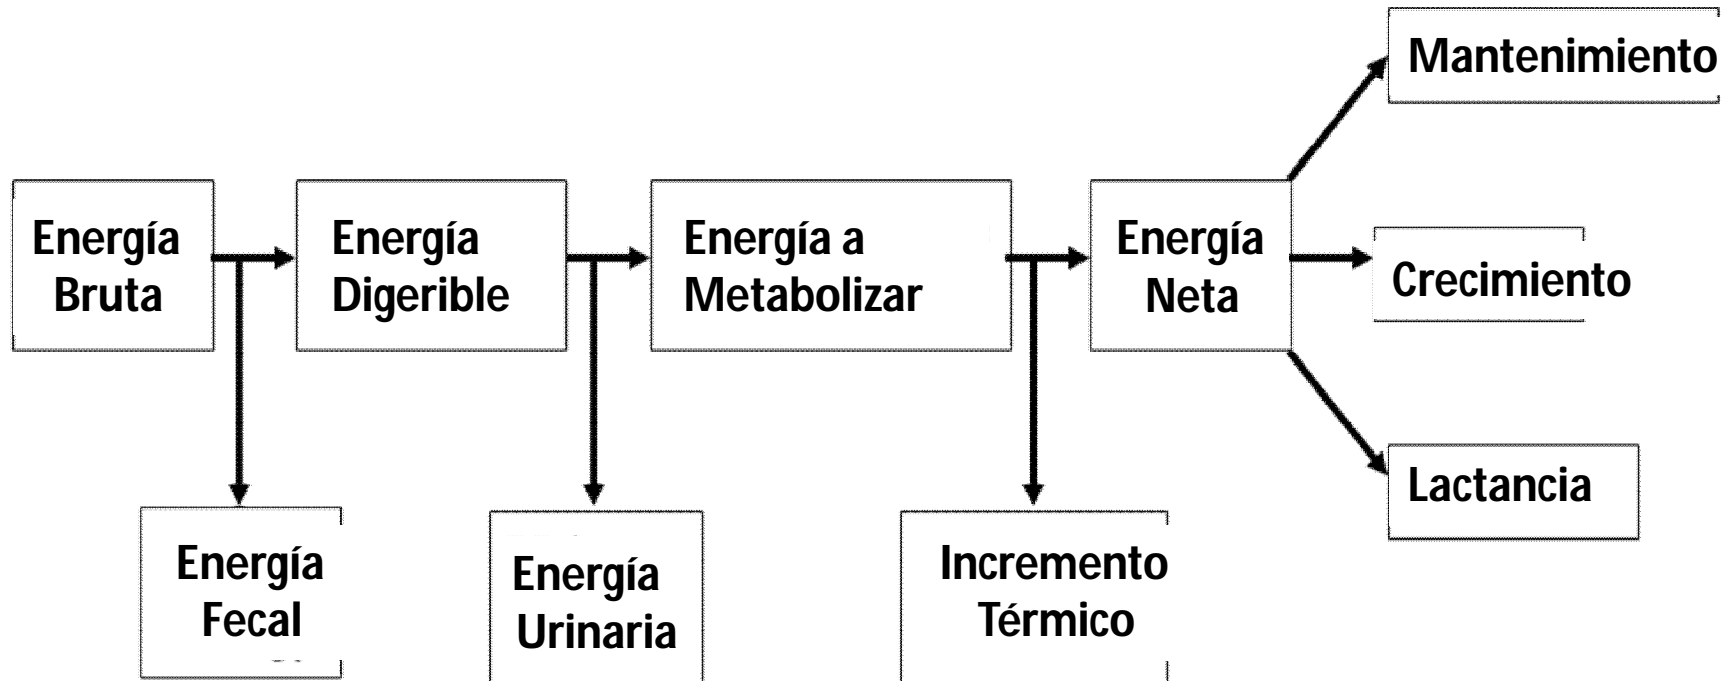 Mantenimiento
Energía
Bruta
Energía
Digerible
Energía a
Metabolizar
Energía
Neta
Crecimiento
Lactancia
Energía
Fecal
Energía
Urinaria
Incremento
Térmico